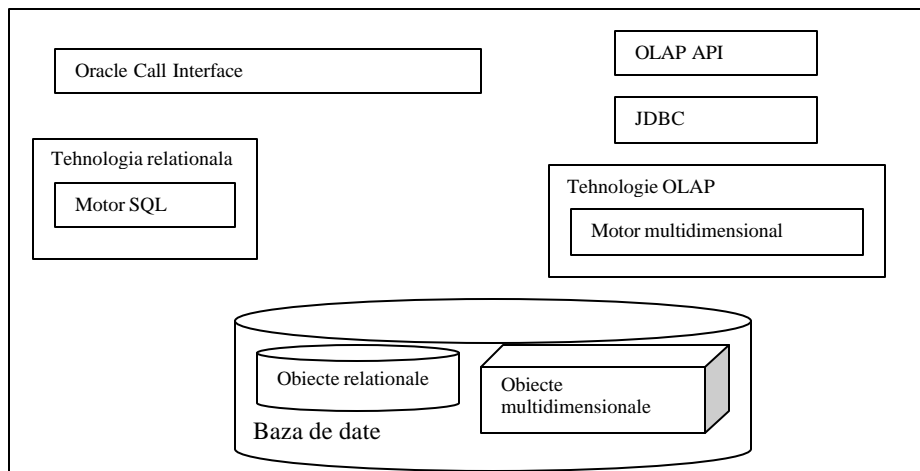 Oracle Call Interface
OLAP API
JDBC
Tehnologia relationala
Motor SQL
Tehnologie OLAP
Motor multidimensional
Obiecte relationale
Obiecte
multidimensionale
Baza de date